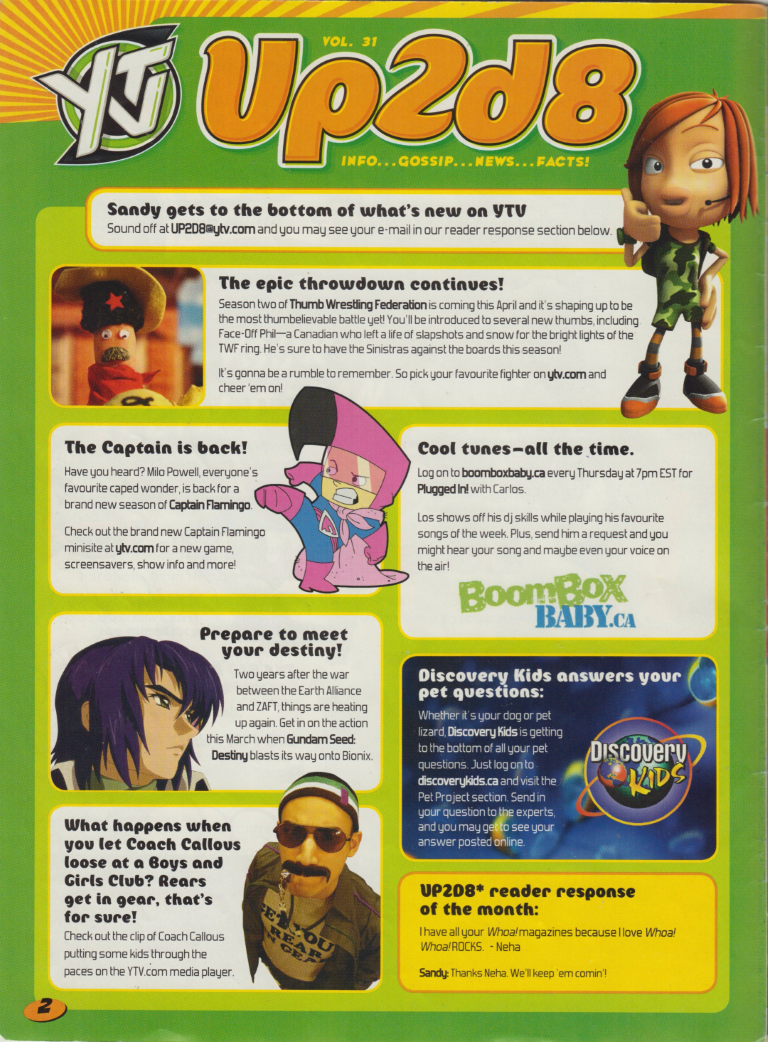 YTV
VOL. 31
Up2d8
INFO...GOSSIP...NEWS...FACTS!
Sandy gets to the bottom of what's new on YTV
Sound off at UP2D8@ytv.com and you may see your e-mail in our reader response section below.
The epic throwdown continues!
Season two of Thumb Wrestling Federation is coming this April and it's shaping up to be
the most thumbelievable battle yet! You'll be introduced to several new thumbs, including
Face-Off Phil—a Canadian who left a life of slapshots and snow for the bright lights of the
TWF ring. He's sure to have the Sinistras against the boards this season!
It's gonna be a rumble to remember. So pick your favourite fighter on ytv.com and
cheer 'em on!
The Captain is back!
Have you heard? Milo Powell, everyone's
favourite caped wonder, is back for a
brand new season of Captain Flamingo.
Check out the brand new Captain Flamingo
minisite at ytv.com for a new game,
screensavers, show info and more!
Cool tunes—all the time.
Log on to boomboxbaby.ca every Thursday at 7pm EST for
Plugged In! with Carlos.
Los shows off his dj skills while playing his favourite
songs of the week. Plus, send him a request and you
might hear your song and maybe even your voice on
the air!
BOOMBOX
BABY.CA
Prepare to meet
your destiny!
Two years after the war
between the Earth Alliance
and ZAFT, things are heating
up again. Get in on the action
this March when Gundam Seed:
Destiny blasts its way onto Bionix.
Discovery Kids answers your
pet questions:
Whether it's your dog or pet
lizard, Discovery Kids is getting
to the bottom of all your pet
questions. Just log on to
discoverykids.ca and visit the
Pet Project section. Send in
your question to the experts,
and you may get to see your
answer posted online.
Discovery
KIDS
What happens when
you let Coach Callous
loose at a Boys and
Girls Club? Rears
get in gear, that's
for sure!
Check out the clip of Coach Callous
putting some kids through the
paces on the YTV.com media player.
GET YOUR
REAR
IN GEAR
UP2D8* reader response
of the month:
I have all your Whoa! magazines because I love Whoa!
Whoa! ROCKS. - Neha
Sandy: Thanks Neha. We'll keep 'em comin'!
2